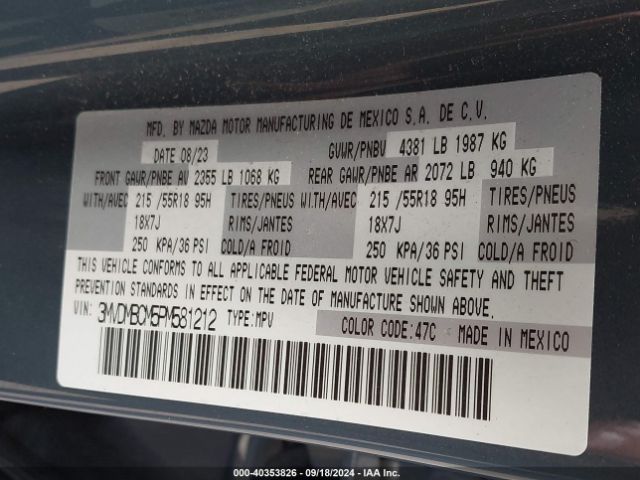 MFD. BY MAZDA MOTOR MANUFACTURING DE MEXICO S.A. DE C.V.
DATE 08/23 GVWR/PNBV 4381 LB 1987 KG
FRONT GAWR/PNBE AV 2355 LB 1068 KG REAR GAWR/PNBE AR 2072 LB 940 KG
WITH/AVEC 215 /55R18 95H TIRES/PNEUS WITH/AVEC 215 /55R18 95H TIRES/PNEUS
18X7J RIMS/JANTES 18X7J RIMS/JANTES
250 KPA/36 PSI COLD/A FROID 250 KPA/36 PSI COLD/A FROID
THIS VEHICLE CONFORMS TO ALL APPLICABLE FEDERAL MOTOR VEHICLE SAFETY AND THEFT
PREVENTION STANDARDS IN EFFECT ON THE DATE OF MANUFACTURE SHOWN ABOVE.
VIN: 3MVDMBCM5PM581212 TYPE: MPV COLOR CODE: 47C MADE IN MEXICO
000-40353826 - 09/18/2024 - IAA Inc.